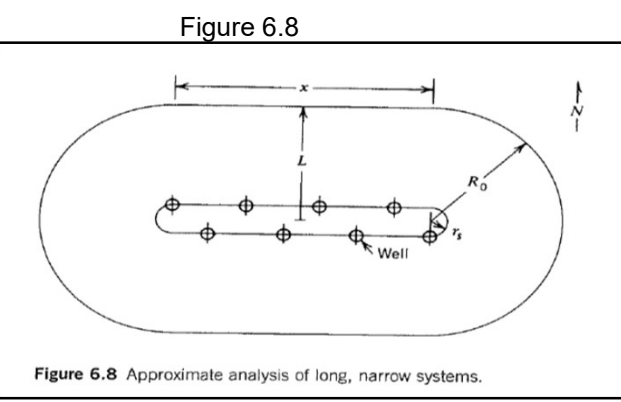 Figure 6.8
x
N
L
R₀
rₛ
Well
Figure 6.8 Approximate analysis of long, narrow systems.